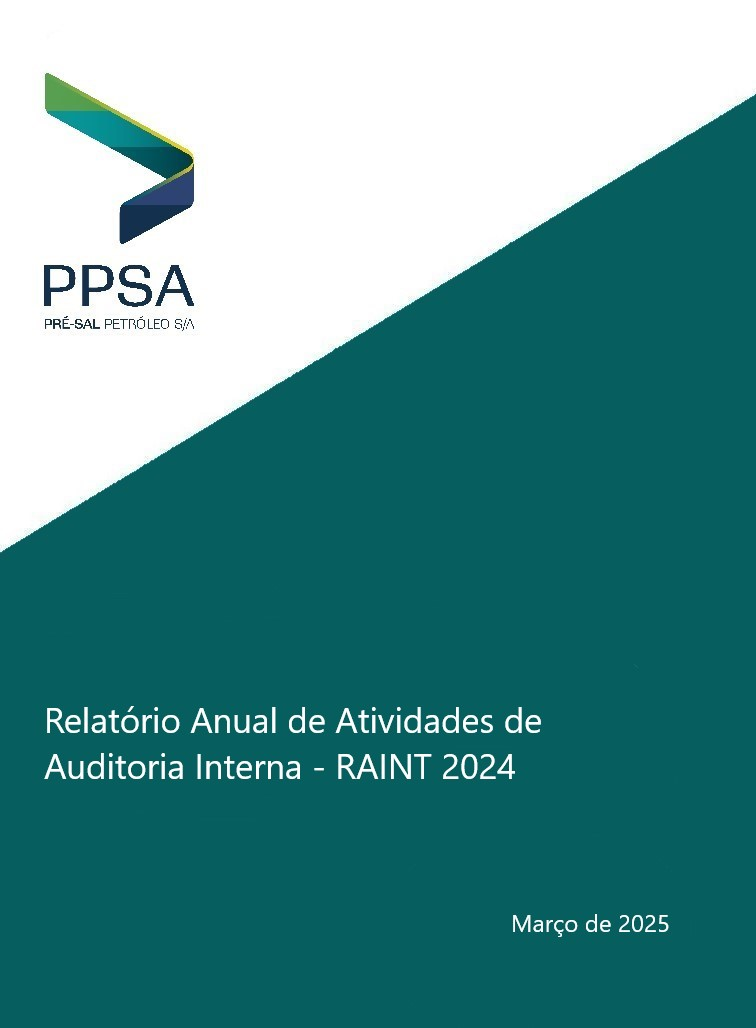 PPSA
PRÉ-SAL PETRÓLEO S/A
Relatório Anual de Atividades de
Auditoria Interna - RAINT 2024
Março de 2025